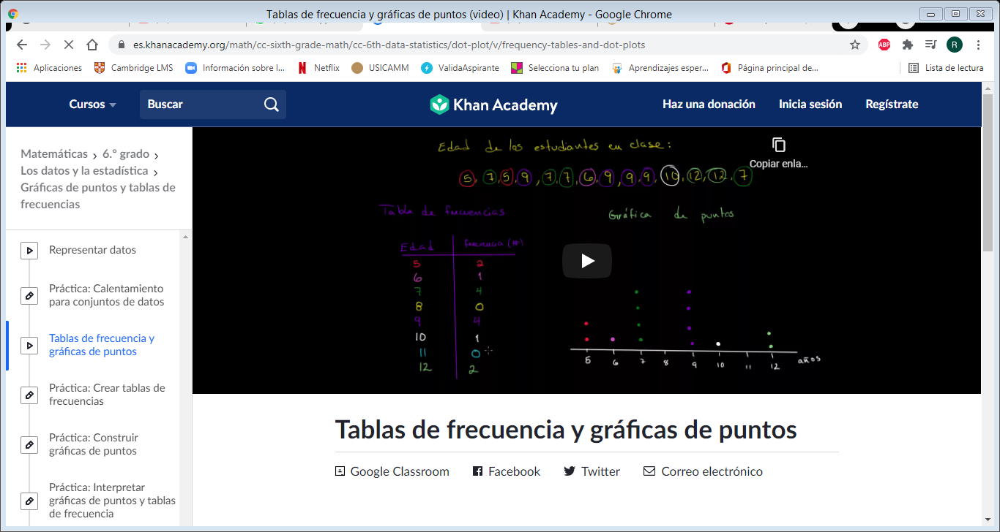 Tablas de frecuencia y gráficas de puntos (video) | Khan Academy - Google Chrome
es.khanacademy.org/math/cc-sixth-grade-math/cc-6th-data-statistics/dot-plot/v/frequency-tables-and-dot-plots
ABP
R
Aplicaciones Cambridge LMS Información sobre l... Netflix USICAMM ValidaAspirante Selecciona tu plan Aprendizajes esper... Página principal de... Lista de lectura
Cursos Buscar Khan Academy Haz una donación Inicia sesión Regístrate
Matemáticas › 6.º grado ›
Los datos y la estadística ›
Gráficas de puntos y tablas de
frecuencias
Representar datos
Práctica: Calentamiento
para conjuntos de datos
Tablas de frecuencia y
gráficas de puntos
Práctica: Crear tablas de
frecuencias
Práctica: Construir
gráficas de puntos
Práctica: Interpretar
gráficas de puntos y tablas
de frecuencia
Edad de los estudiantes en clase:
Copiar enla...
5, 7, 5, 9, 7, 7, 6, 9, 9, 9, 10, 12, 12, 7
Tabla de frecuencias
Gráfica de puntos
Edad frecuencia (#)
5 2
6 1
7 4
8 0
9 4
10 1
11 0
12 2
5 6 7 8 9 10 11 12 años
Tablas de frecuencia y gráficas de puntos
Google Classroom Facebook Twitter Correo electrónico